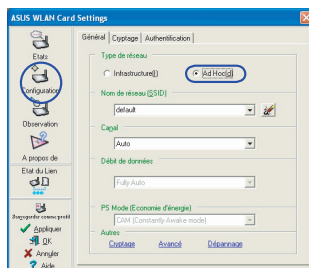 ASUS WLAN Card Settings
Etats
Configuration
Observation
A propos de
Etat du Lien
Sauvegarder comme profil
Appliquer
OK
Annuler
Aide
Général Cryptage Authentification
Type de réseau
Infrastructure(I) Ad Hoc(d)
Nom de réseau (SSID)
default
Canal
Auto
Débit de données
Fully Auto
PS Mode (Economie d'énergie)
CAM (Constantly Awake mode)
Autres
Cryptage Avancé Dépannage